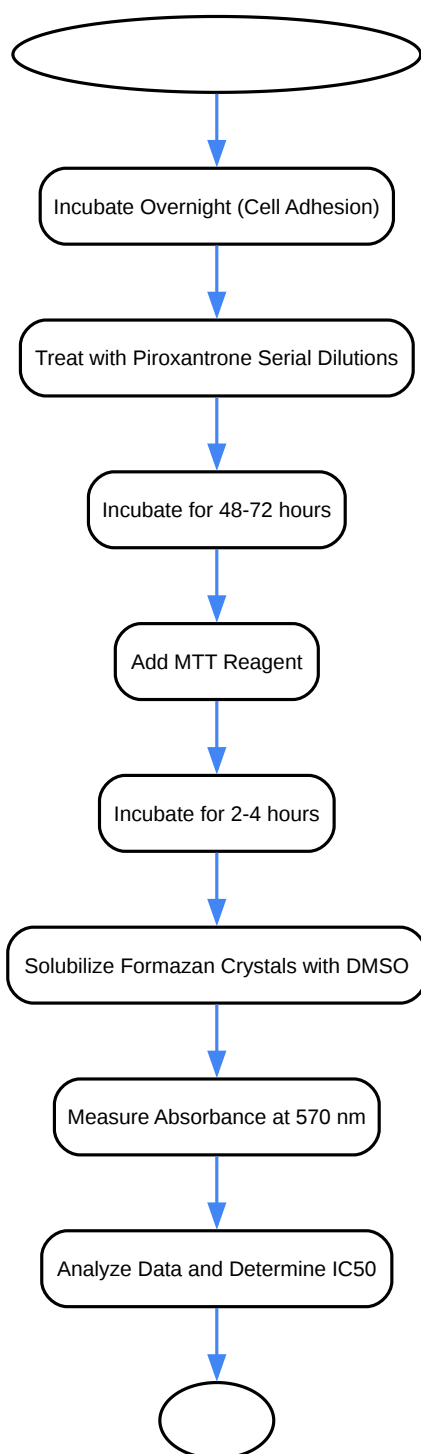 Incubate Overnight (Cell Adhesion)
Treat with Piroxantrone Serial Dilutions
Incubate for 48-72 hours
Add MTT Reagent
Incubate for 2-4 hours
Solubilize Formazan Crystals with DMSO
Measure Absorbance at 570 nm
Analyze Data and Determine IC50